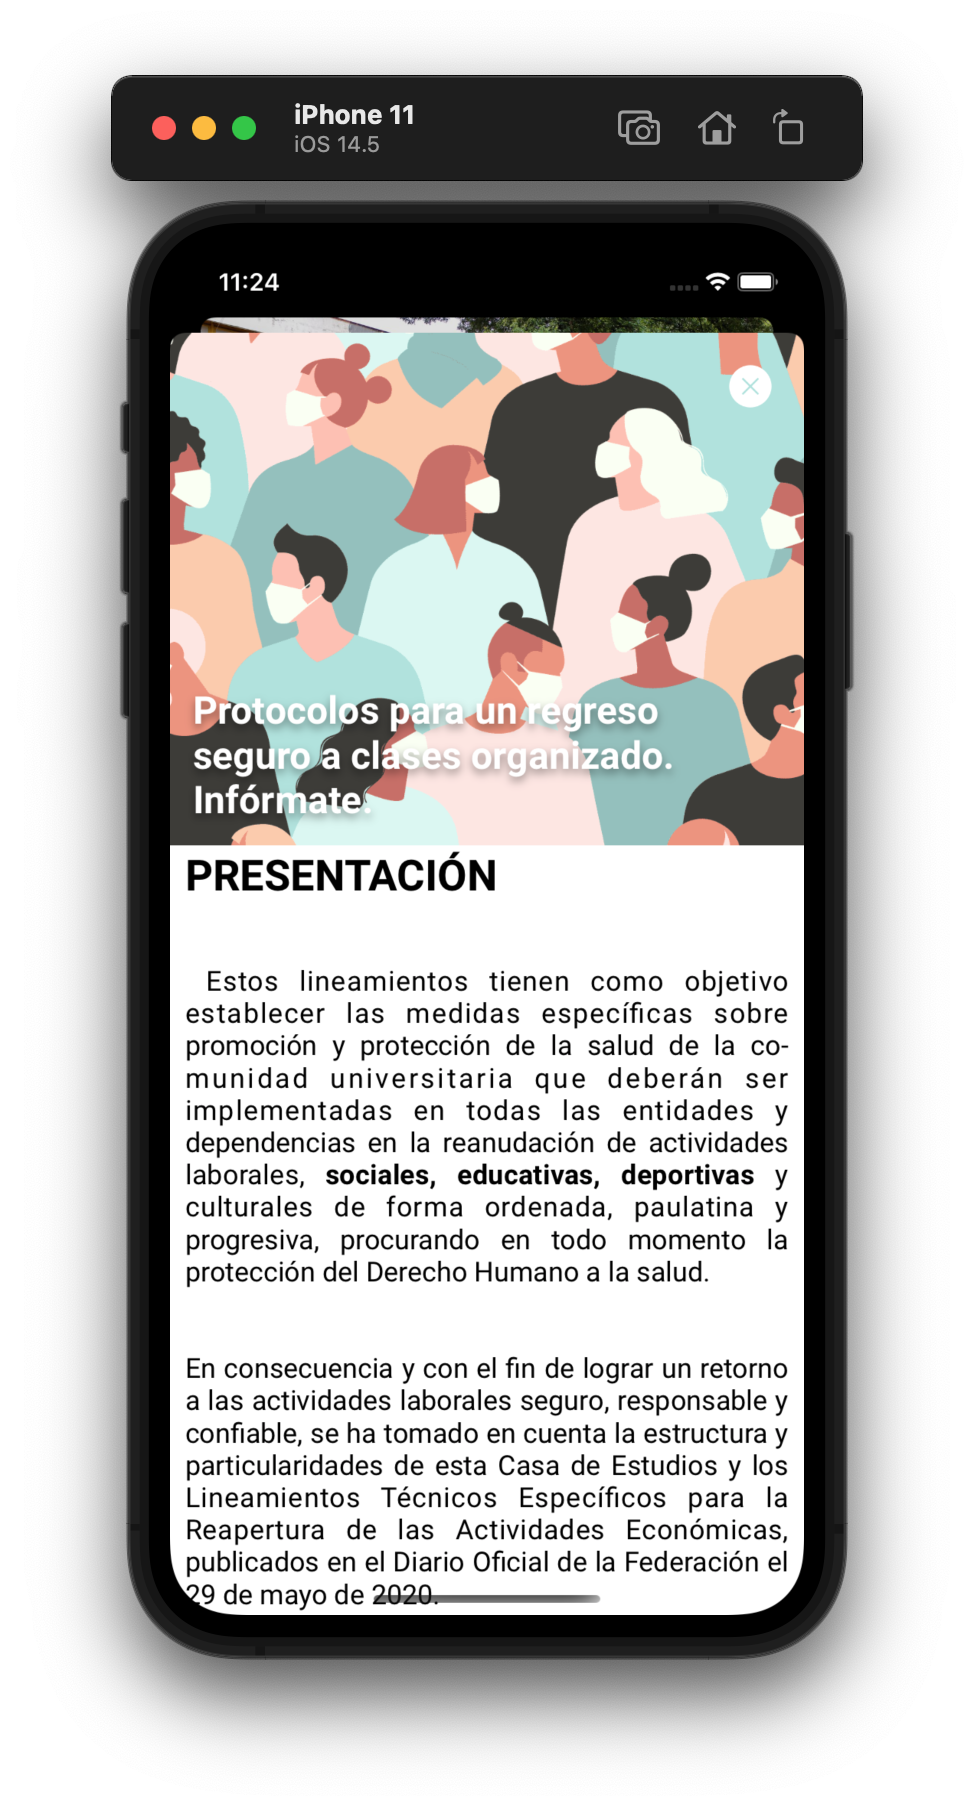 iPhone 11
iOS 14.5
11:24
Protocolos para un regreso
seguro a clases organizado.
Infórmate.
PRESENTACIÓN
Estos lineamientos tienen como objetivo
establecer las medidas específicas sobre
promoción y protección de la salud de la co-
munidad universitaria que deberán ser
implementadas en todas las entidades y
dependencias en la reanudación de actividades
laborales, sociales, educativas, deportivas y
culturales de forma ordenada, paulatina y
progresiva, procurando en todo momento la
protección del Derecho Humano a la salud.
En consecuencia y con el fin de lograr un retorno
a las actividades laborales seguro, responsable y
confiable, se ha tomado en cuenta la estructura y
particularidades de esta Casa de Estudios y los
Lineamientos Técnicos Específicos para la
Reapertura de las Actividades Económicas,
publicados en el Diario Oficial de la Federación el
29 de mayo de 2020.